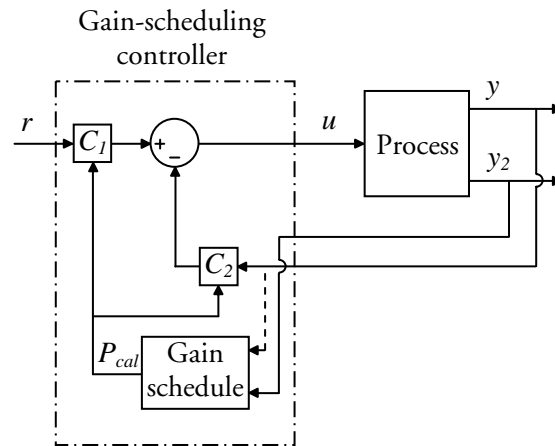 Gain-scheduling
controller
r
C1
+
−
u
Process
y
y2
C2
Pcal
Gain
schedule